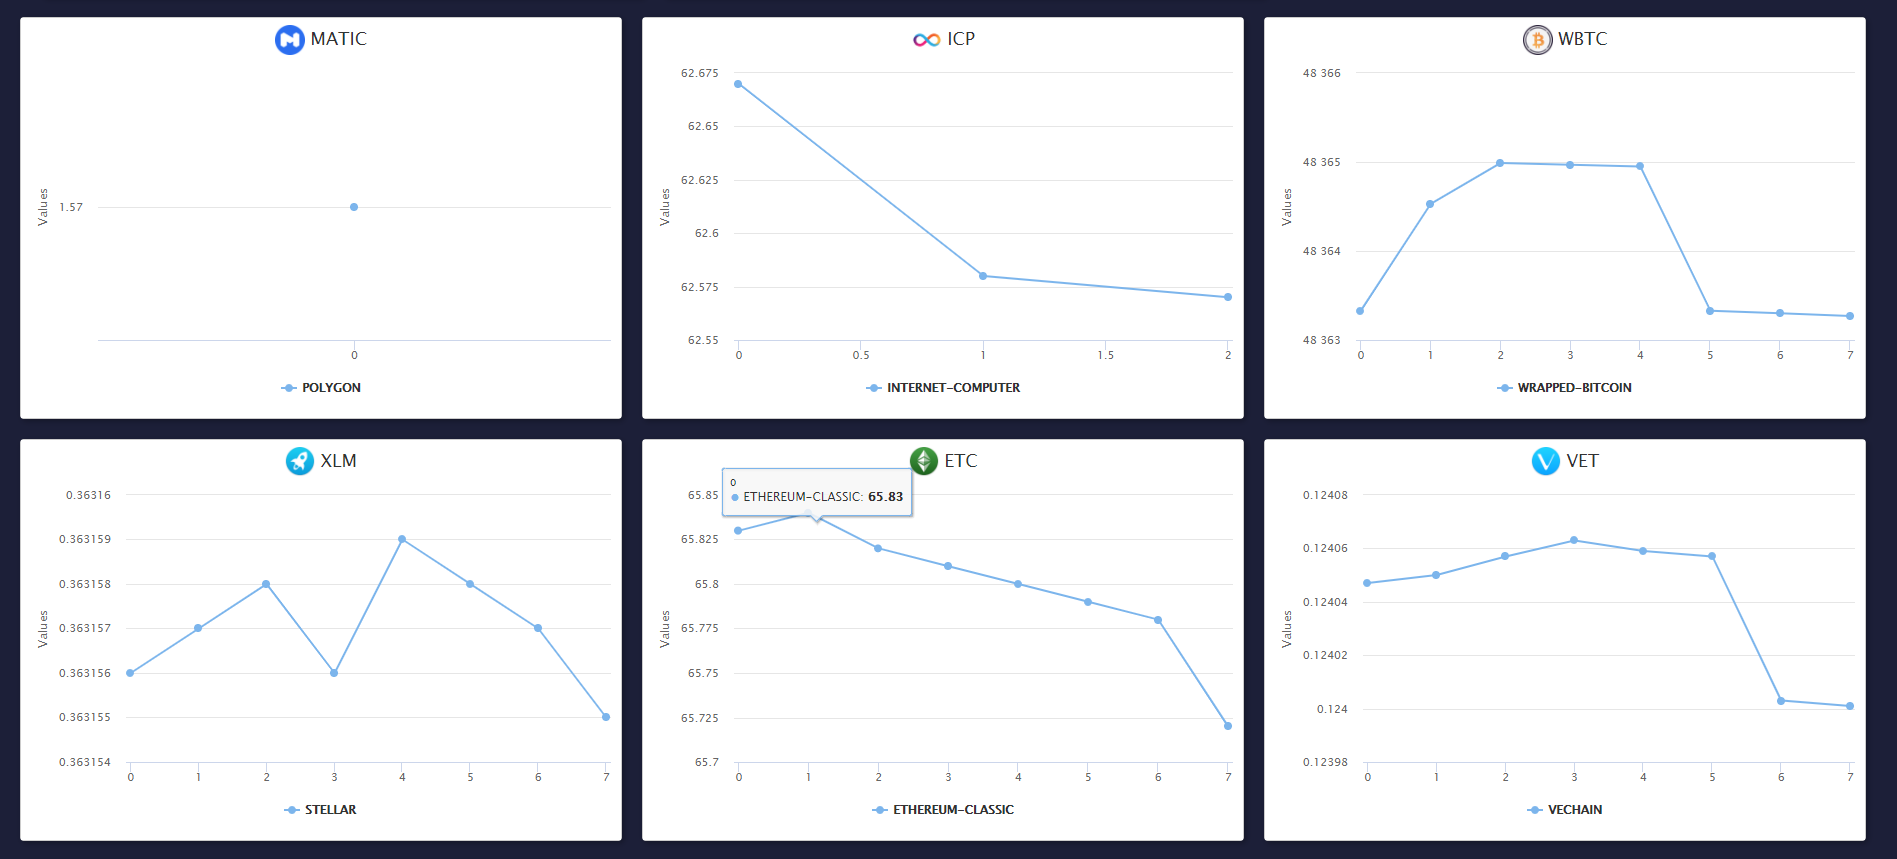 MATIC
Values
1.57
0
POLYGON
ICP
Values
62.675
62.65
62.625
62.6
62.575
62.55
0 0.5 1 1.5 2
INTERNET-COMPUTER
WBTC
Values
48 366
48 365
48 364
48 363
0 1 2 3 4 5 6 7
WRAPPED-BITCOIN
XLM
Values
0.36316
0.363159
0.363158
0.363157
0.363156
0.363155
0.363154
0 1 2 3 4 5 6 7
STELLAR
ETC
0
ETHEREUM-CLASSIC: 65.83
Values
65.85
65.825
65.8
65.775
65.75
65.725
65.7
0 1 2 3 4 5 6 7
ETHEREUM-CLASSIC
VET
Values
0.12408
0.12406
0.12404
0.12402
0.124
0.12398
0 1 2 3 4 5 6 7
VECHAIN